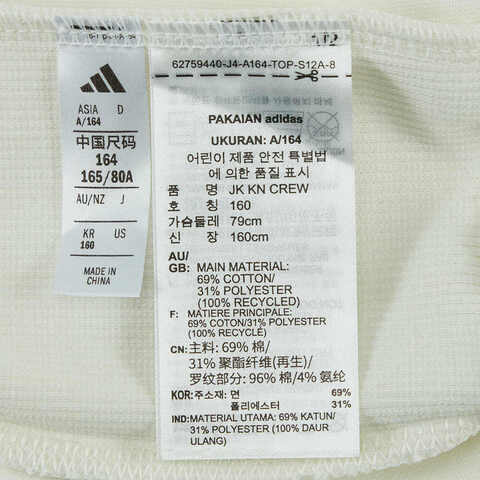 ASIA D
A/164
中国尺码
164
165/80A
AU/NZ J
KR US
160
MADE IN
CHINA
62759440-J4-A164-TOP-S12A-8
PAKAIAN adidas
UKURAN: A/164
어린이 제품 안전 특별법
에 의한 품질 표시
품 명 JK KN CREW
호 칭 160
가슴둘레 79cm
신 장 160cm
AU/
GB: MAIN MATERIAL:
69% COTTON/
31% POLYESTER
(100% RECYCLED)
F: MATIERE PRINCIPALE:
69% COTON/31% POLYESTER
(100% RECYCLED)
CN: 主料: 69% 棉/
31% 聚酯纤维(再生)/
罗纹部分: 96% 棉/4% 氨纶
KOR: 주소재: 면 69%
폴리에스터 31%
IND: MATERIAL UTAMA: 69% KATUN/
31% POLYESTER (100% DAUR
ULANG)